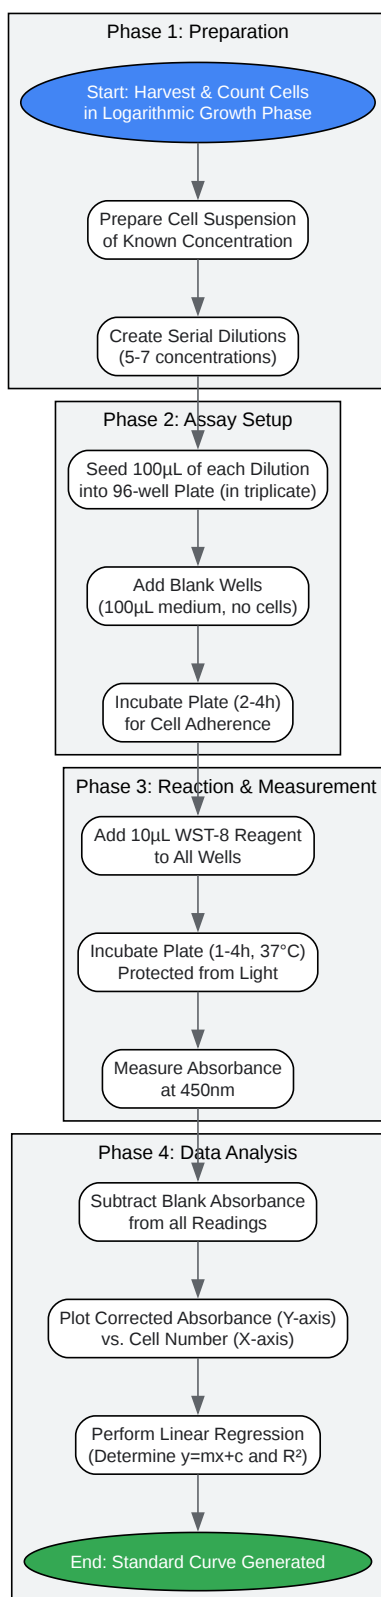 Phase 1: Preparation
Start: Harvest & Count Cells
in Logarithmic Growth Phase
Prepare Cell Suspension
of Known Concentration
Create Serial Dilutions
(5-7 concentrations)
Phase 2: Assay Setup
Seed 100µL of each Dilution
into 96-well Plate (in triplicate)
Add Blank Wells
(100µL medium, no cells)
Incubate Plate (2-4h)
for Cell Adherence
Phase 3: Reaction & Measurement
Add 10µL WST-8 Reagent
to All Wells
Incubate Plate (1-4h, 37°C)
Protected from Light
Measure Absorbance
at 450nm
Phase 4: Data Analysis
Subtract Blank Absorbance
from all Readings
Plot Corrected Absorbance (Y-axis)
vs. Cell Number (X-axis)
Perform Linear Regression
(Determine y=mx+c and R²)
End: Standard Curve Generated